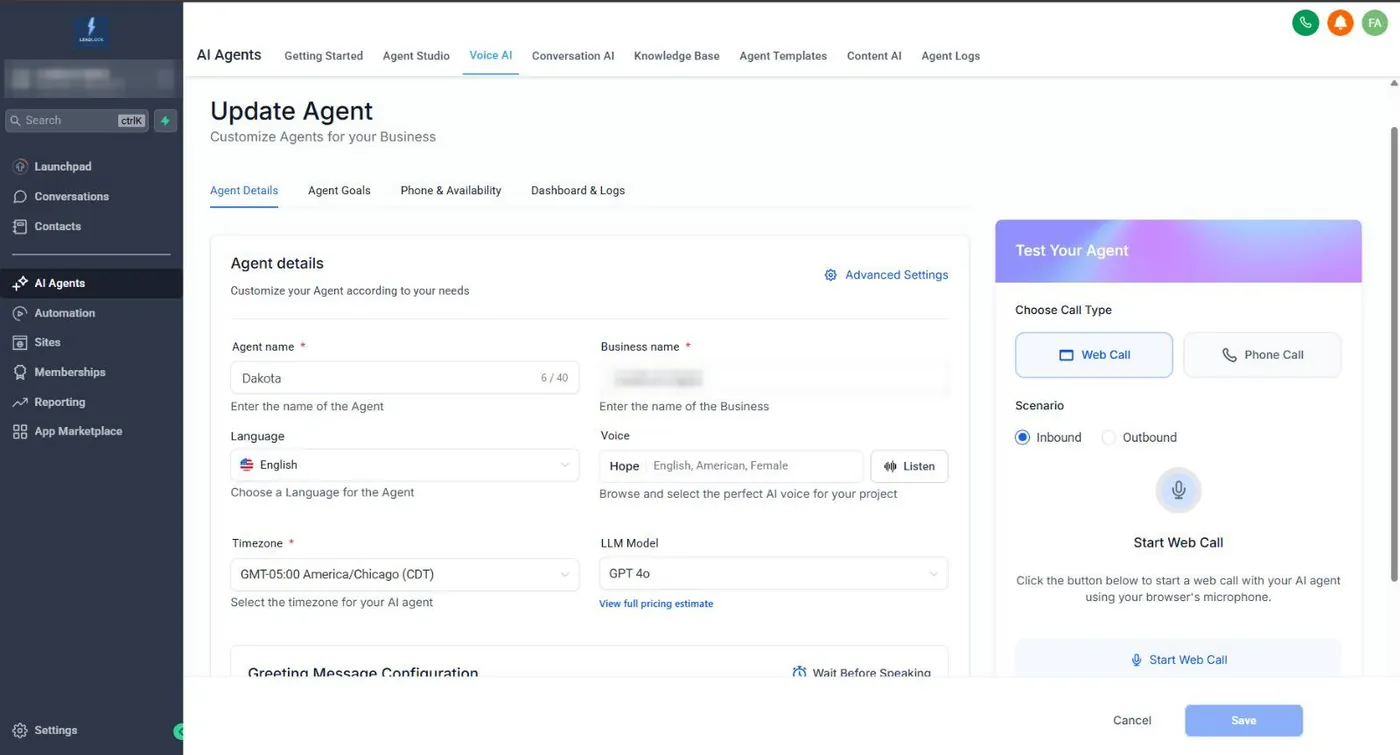 LEADLOCK
Search
ctrlK
Launchpad
Conversations
Contacts
AI Agents
Automation
Sites
Memberships
Reporting
App Marketplace
Settings
FA
AI Agents
Getting Started
Agent Studio
Voice AI
Conversation AI
Knowledge Base
Agent Templates
Content AI
Agent Logs
Update Agent
Customize Agents for your Business
Agent Details
Agent Goals
Phone & Availability
Dashboard & Logs
Agent details
Customize your Agent according to your needs
Advanced Settings
Agent name *
Dakota
6 / 40
Enter the name of the Agent
Business name *
Enter the name of the Business
Language
English
Choose a Language for the Agent
Voice
Hope English, American, Female
Listen
Browse and select the perfect AI voice for your project
Timezone *
GMT-05:00 America/Chicago (CDT)
Select the timezone for your AI agent
LLM Model
GPT 4o
View full pricing estimate
Greeting Message Configuration
Wait Before Speaking
Test Your Agent
Choose Call Type
Web Call
Phone Call
Scenario
Inbound
Outbound
Start Web Call
Click the button below to start a web call with your AI agent
using your browser's microphone.
Start Web Call
Cancel
Save